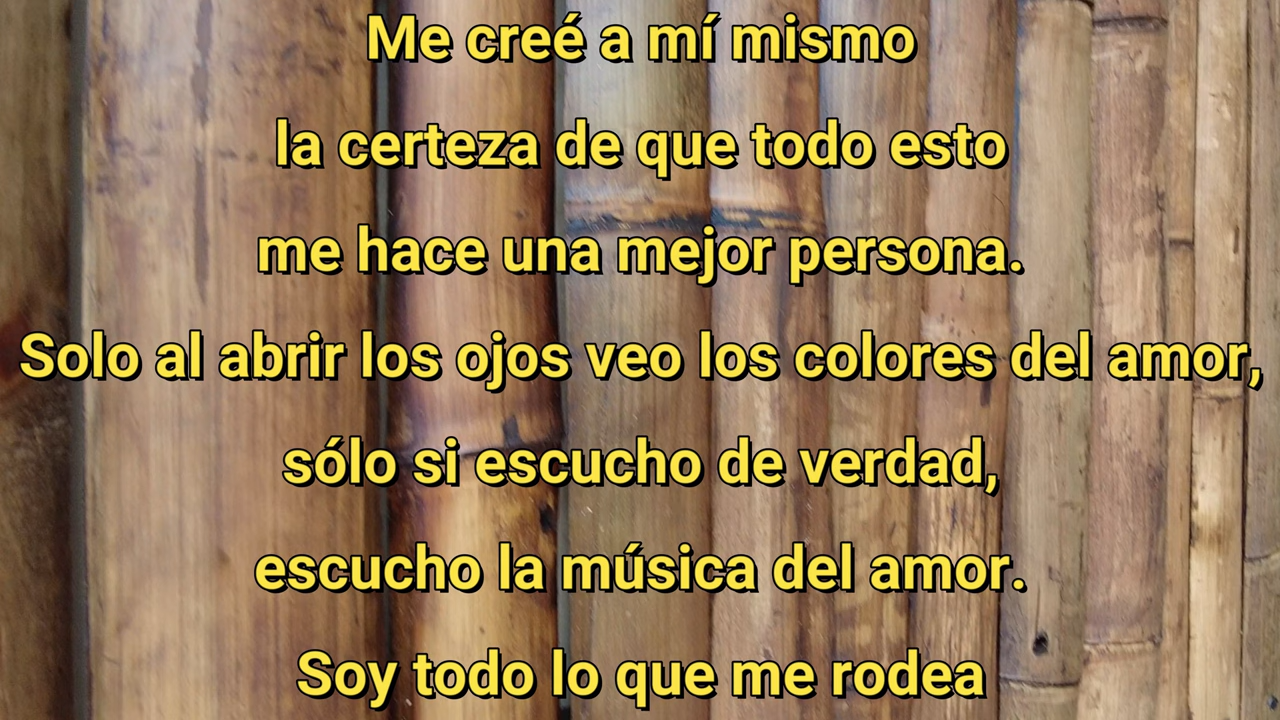 Me creé a mí mismo
la certeza de que todo esto
me hace una mejor persona.
Solo al abrir los ojos veo los colores del amor,
sólo si escucho de verdad,
escucho la música del amor.
Soy todo lo que me rodea